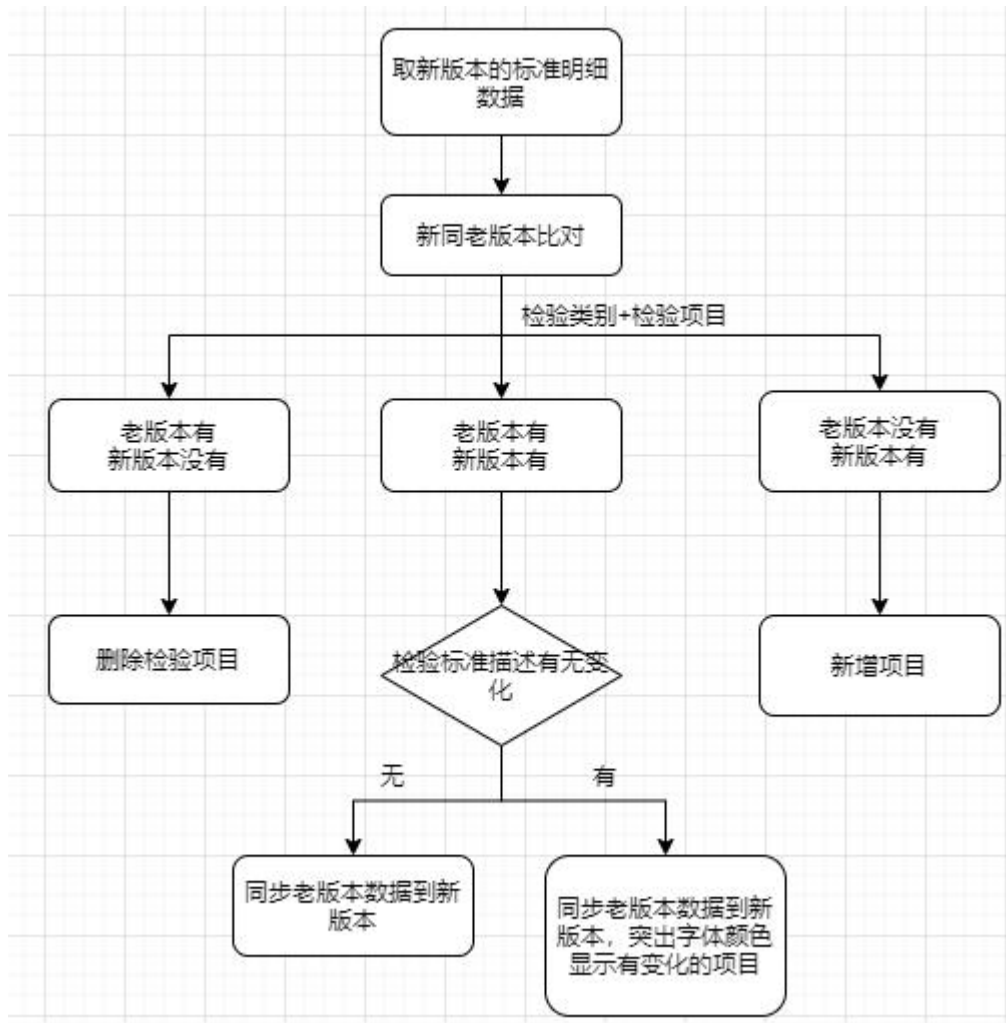 取新版本的标准明细
数据
新同老版本比对
检验类别+检验项目
老版本有
新版本没有
老版本有
新版本有
老版本没有
新版本有
删除检验项目
检验标准描述有无变
化
新增项目
无
有
同步老版本数据到新
版本
同步老版本数据到新
版本，突出字体颜色
显示有变化的项目